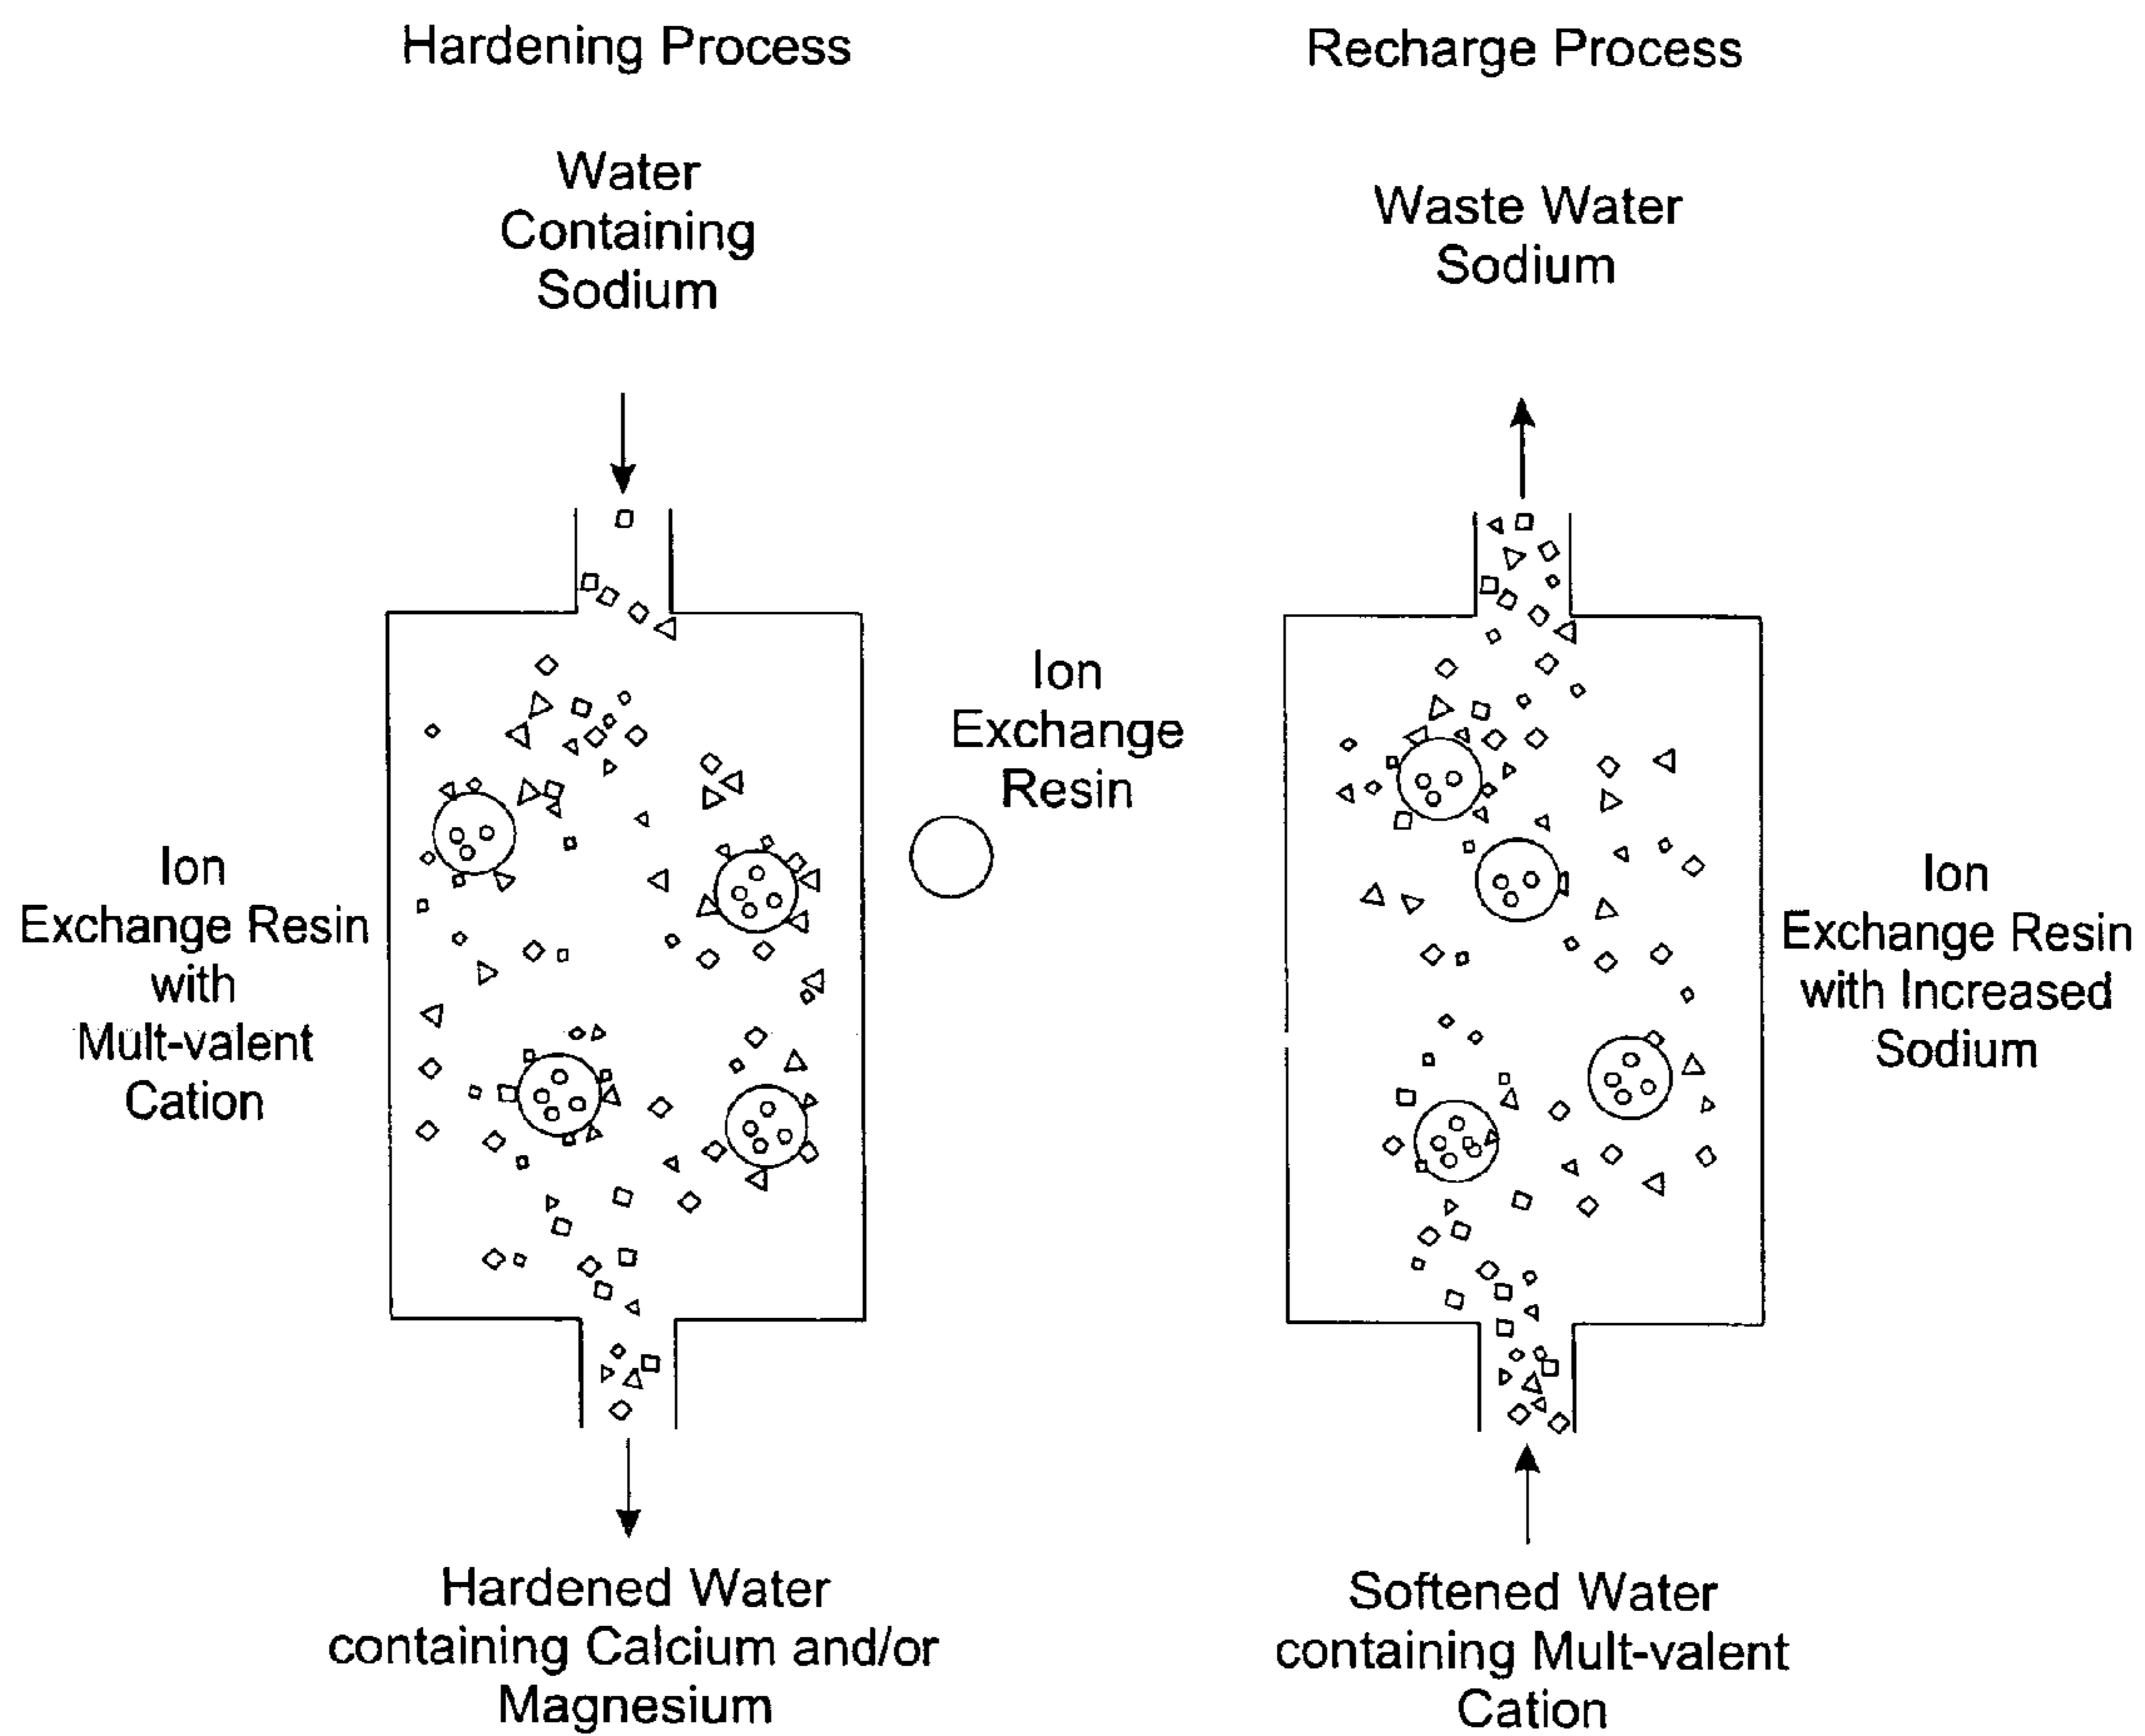 Hardening Process
Recharge Process
Water
Containing
Sodium
Waste Water
Sodium
Ion
Exchange
Resin
Ion
Exchange Resin
with
Mult-valent
Cation
Ion
Exchange Resin
with Increased
Sodium
Hardened Water
containing Calcium and/or
Magnesium
Softened Water
containing Mult-valent
Cation